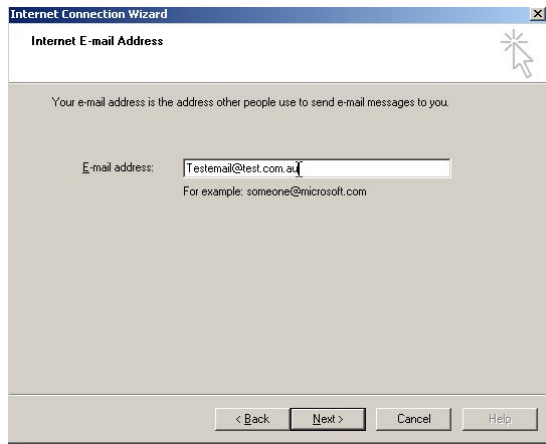 Internet Connection Wizard
Internet E-mail Address
Your e-mail address is the address other people use to send e-mail messages to you.
E-mail address: Testemail@test.com.au
For example: someone@microsoft.com
< Back Next > Cancel Help